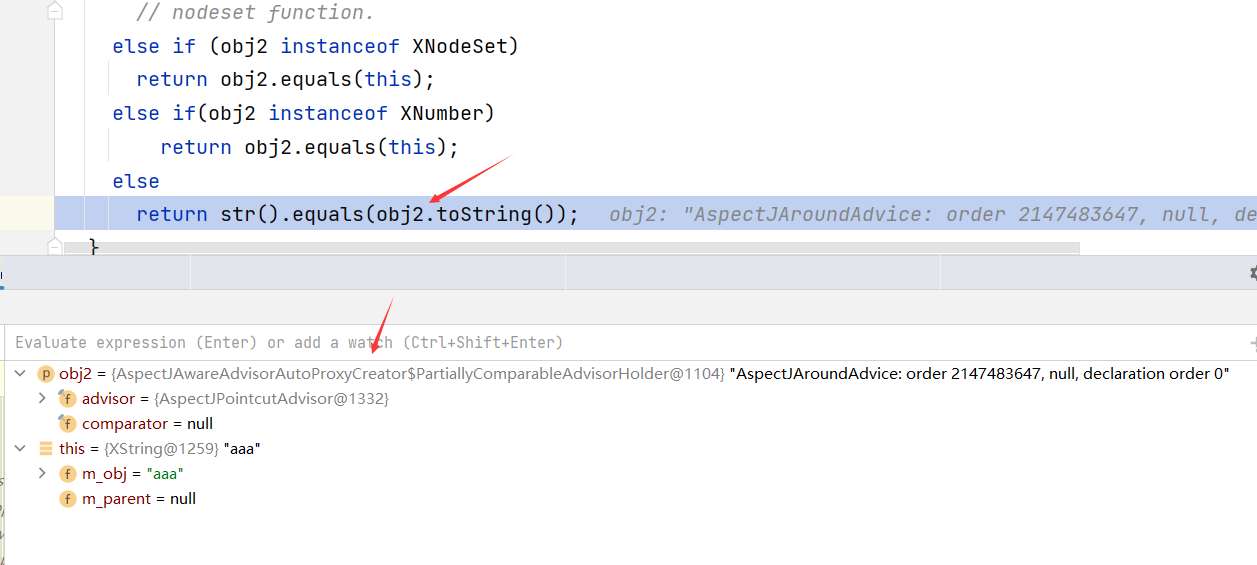 // nodeset function.
else if (obj2 instanceof XNodeSet)
return obj2.equals(this);
else if(obj2 instanceof XNumber)
return obj2.equals(this);
else
return str().equals(obj2.toString()); obj2: "AspectJAroundAdvice: order 2147483647, null, de
}
Evaluate expression (Enter) or add a watch (Ctrl+Shift+Enter)
p obj2 = {AspectJAwareAdvisorAutoProxyCreator$PartiallyComparableAdvisorHolder@1104} "AspectJAroundAdvice: order 2147483647, null, declaration order 0"
f advisor = {AspectJPointcutAdvisor@1332}
f comparator = null
this = {XString@1259} "aaa"
f m_obj = "aaa"
f m_parent = null